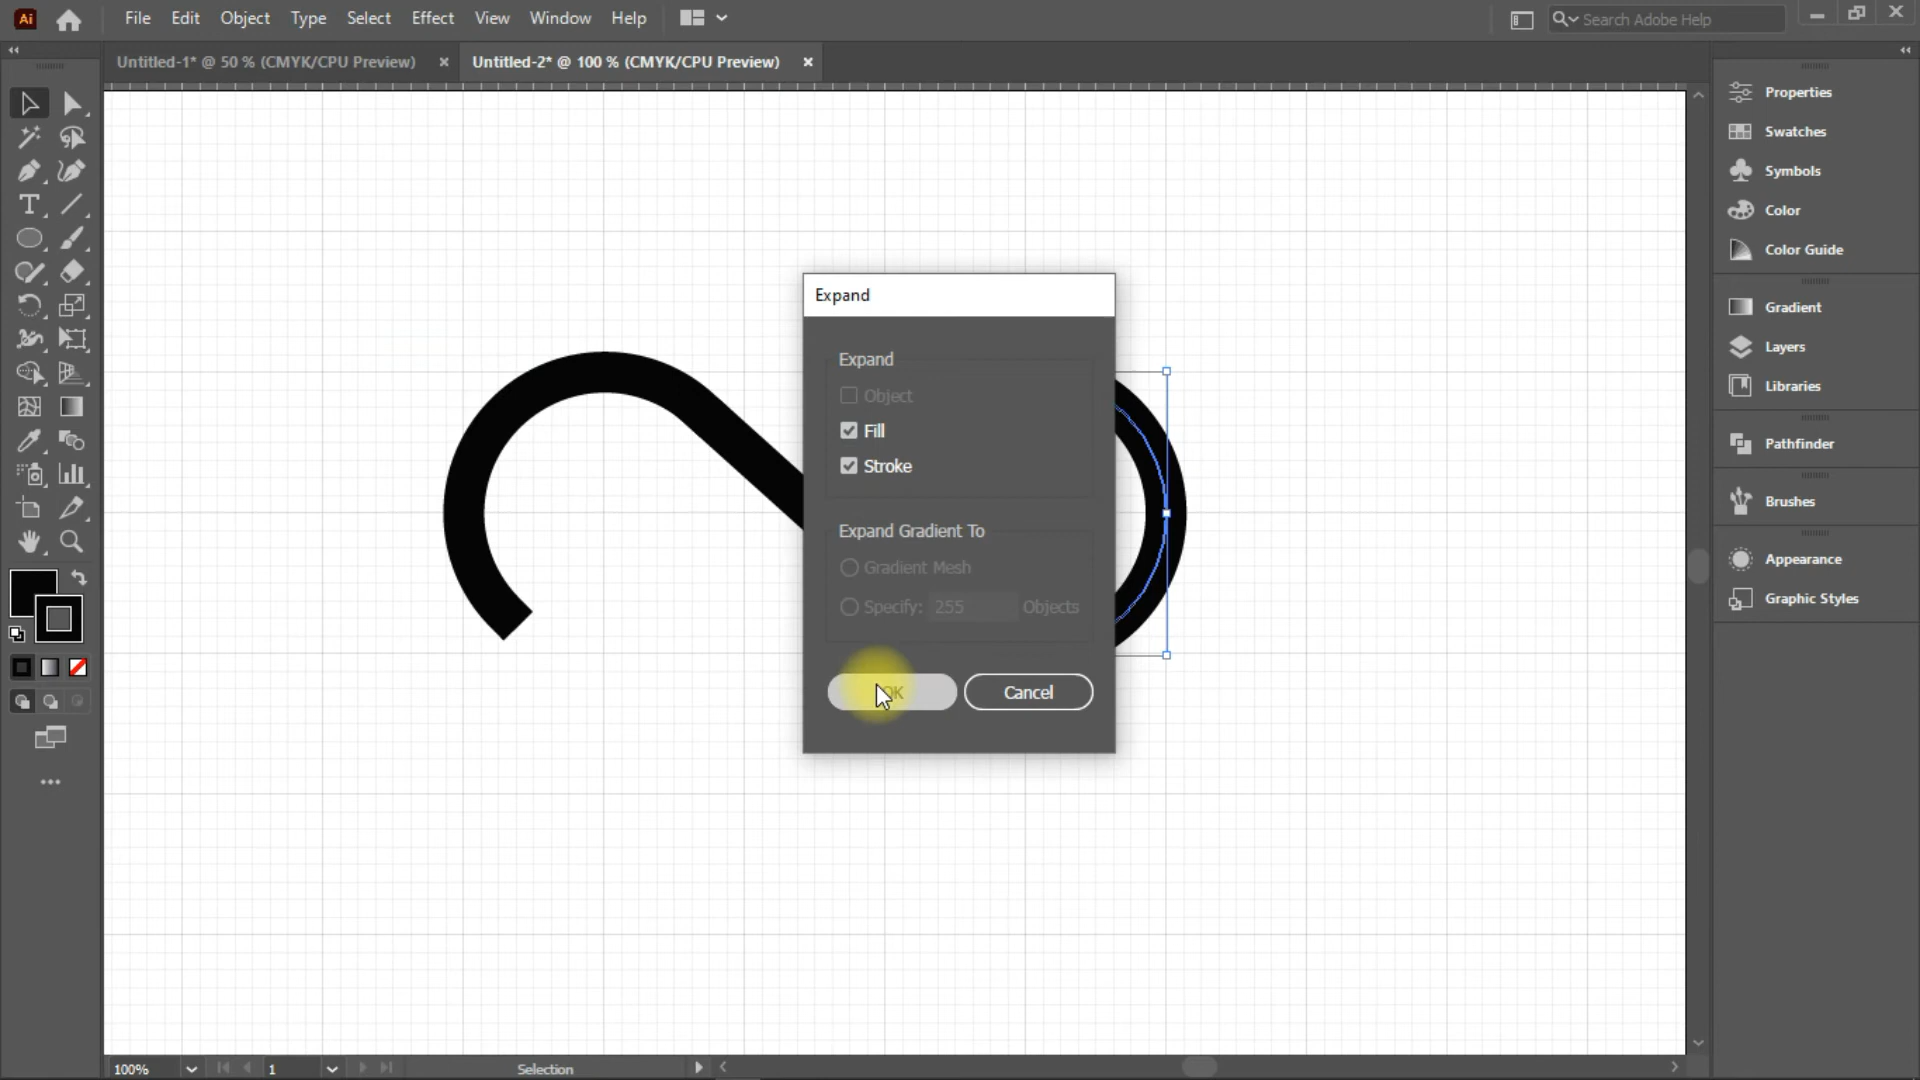 Ai File Edit Object Type Select Effect View Window Help Search Adobe Help
Untitled-1* @ 50 % (CMYK/CPU Preview) Untitled-2* @ 100 % (CMYK/CPU Preview)
Properties
Swatches
Symbols
Color
Color Guide
Gradient
Layers
Libraries
Pathfinder
Brushes
Appearance
Graphic Styles
Expand
Expand
Object
Fill
Stroke
Expand Gradient To
Gradient Mesh
Specify: 255 Objects
OK Cancel
100% 1 Selection